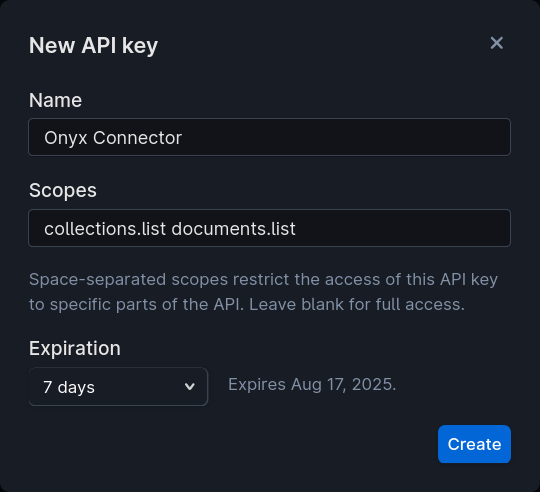 New API key
Name
Onyx Connector
Scopes
collections.list documents.list
Space-separated scopes restrict the access of this API key
to specific parts of the API. Leave blank for full access.
Expiration
7 days
Expires Aug 17, 2025.
Create